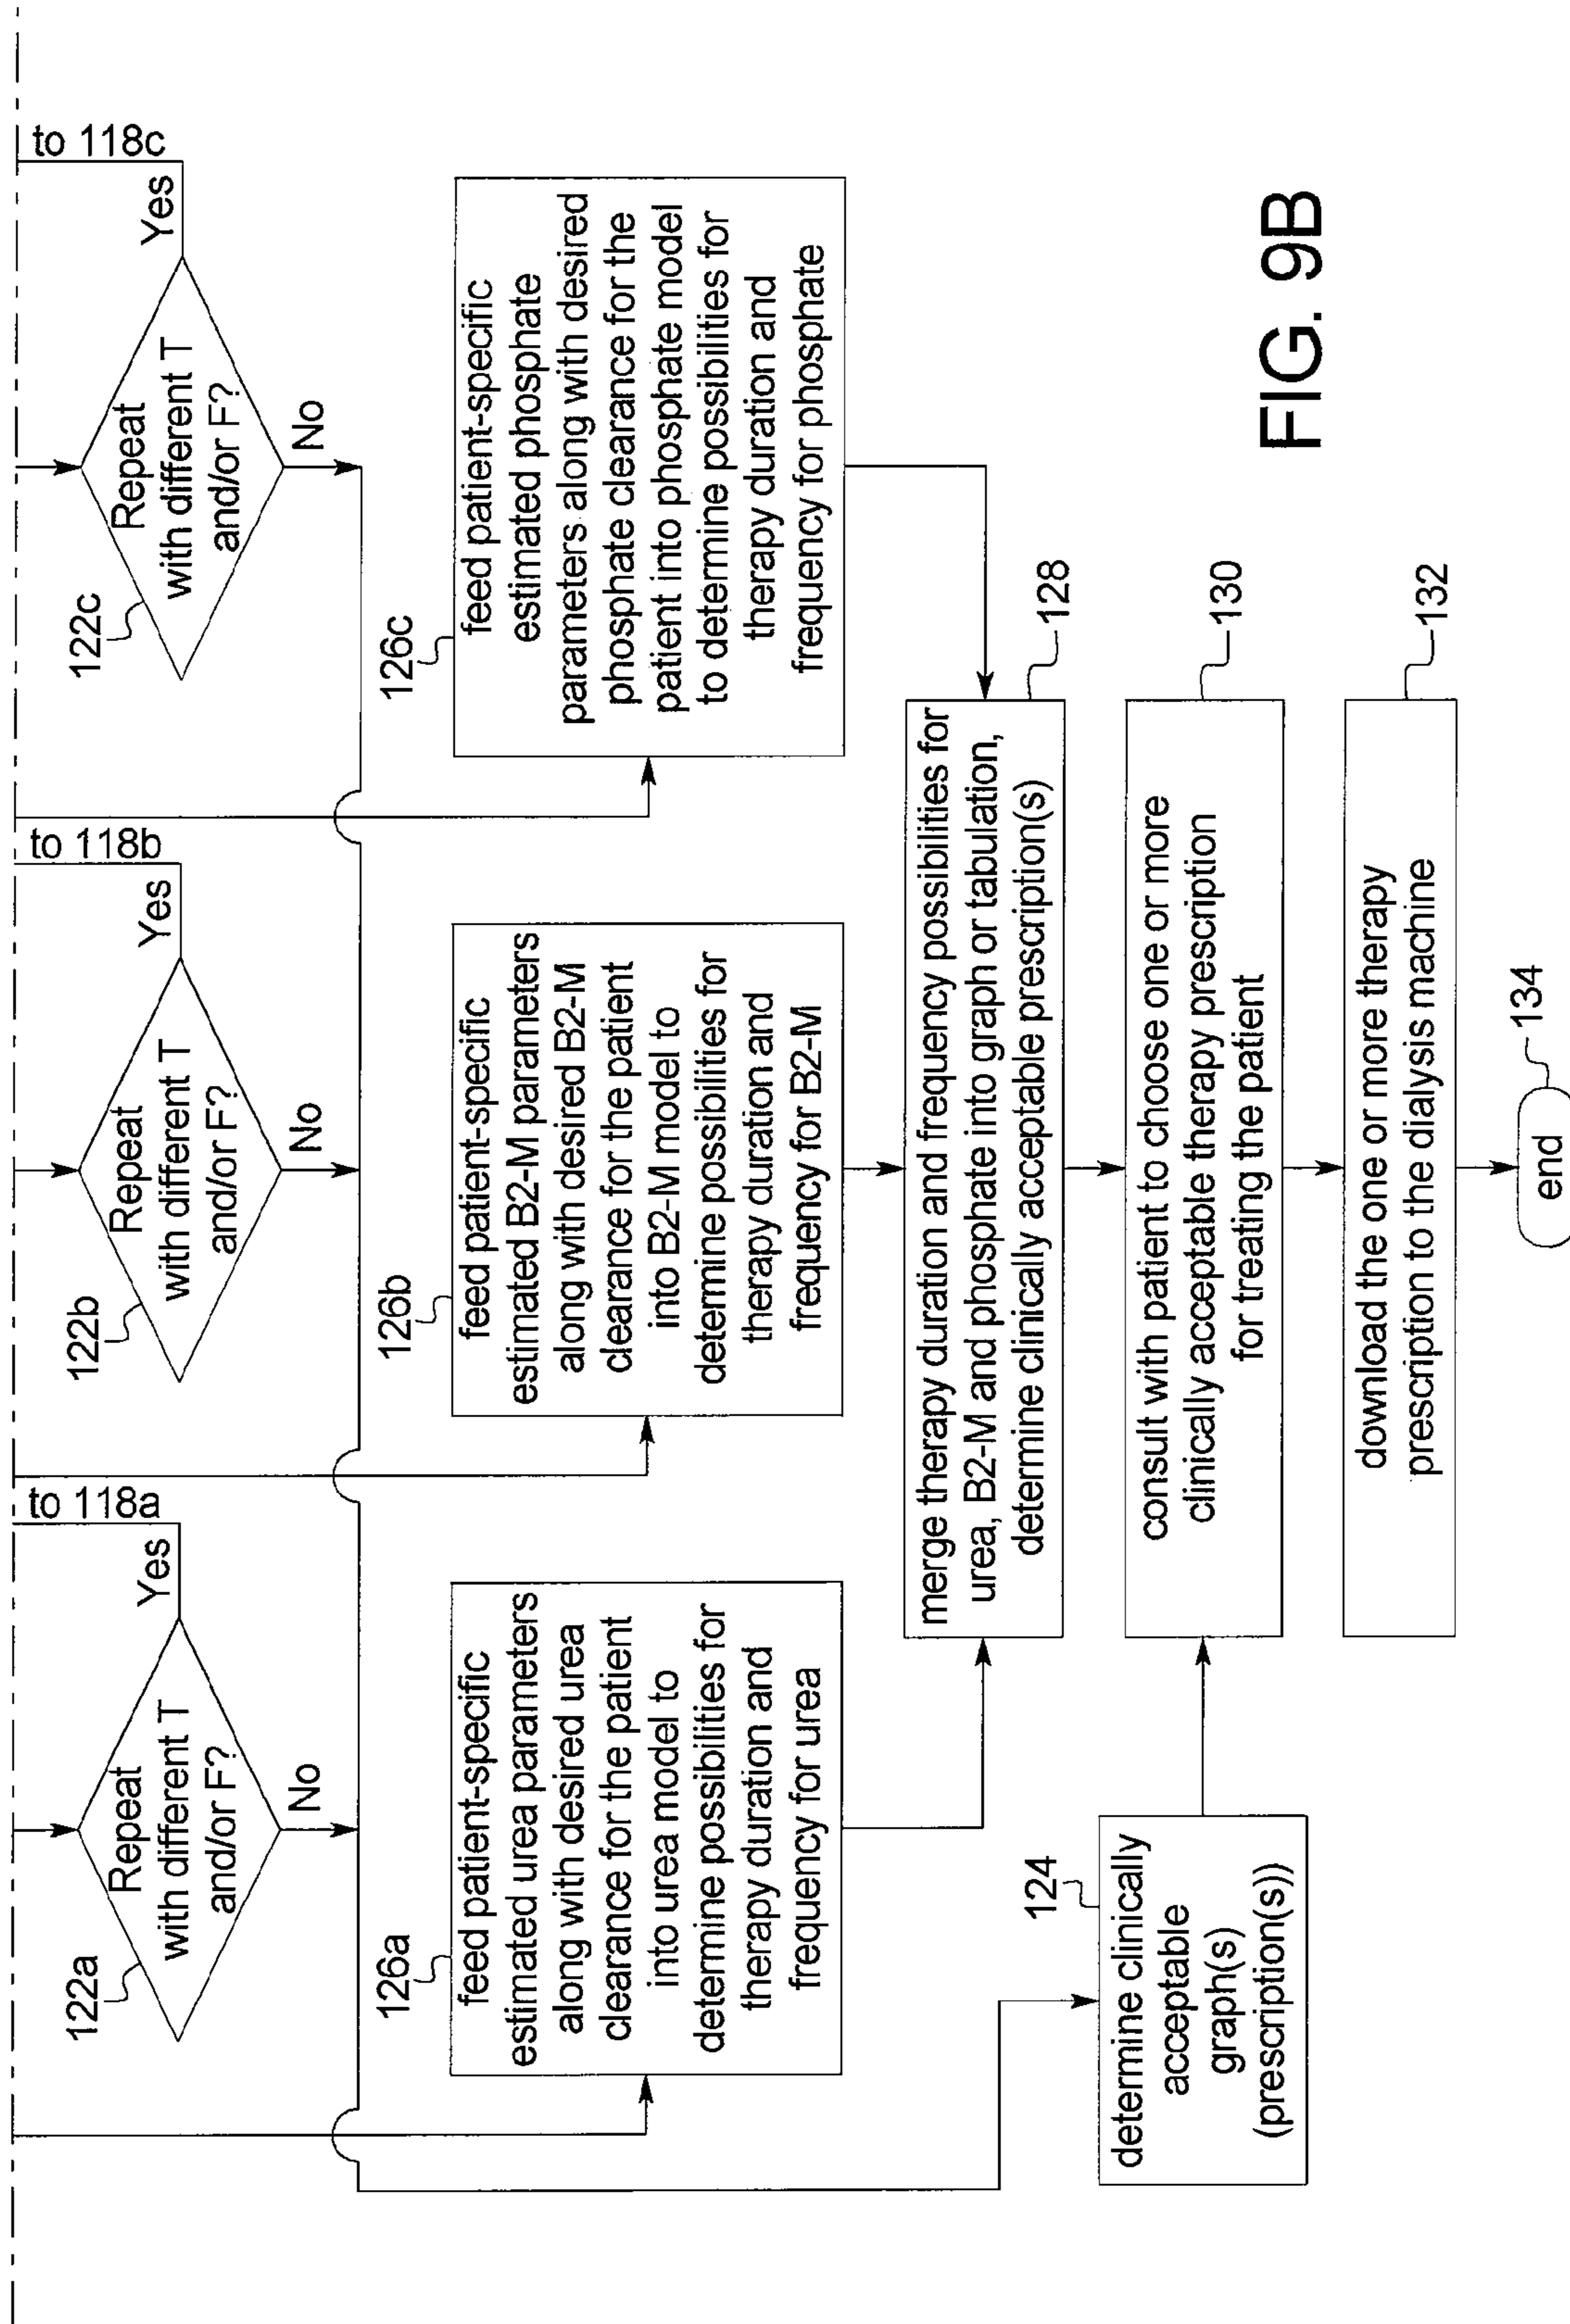 to 118a
to 118b
to 118c
Repeat
with different T
and/or F?
Yes
No
122a
Repeat
with different T
and/or F?
Yes
No
122b
Repeat
with different T
and/or F?
Yes
No
122c
126a
feed patient-specific
estimated urea parameters
along with desired urea
clearance for the patient
into urea model to
determine possibilities for
therapy duration and
frequency for urea
126b
feed patient-specific
estimated B2-M parameters
along with desired B2-M
clearance for the patient
into B2-M model to
determine possibilities for
therapy duration and
frequency for B2-M
126c
feed patient-specific
estimated phosphate
parameters along with desired
phosphate clearance for the
patient into phosphate model
to determine possibilities for
therapy duration and
frequency for phosphate
124
determine clinically
acceptable
graph(s)
(prescription(s))
merge therapy duration and frequency possibilities for
urea, B2-M and phosphate into graph or tabulation,
determine clinically acceptable prescription(s)
128
consult with patient to choose one or more
clinically acceptable therapy prescription
for treating the patient
130
download the one or more therapy
prescription to the dialysis machine
132
end
134
FIG. 9B